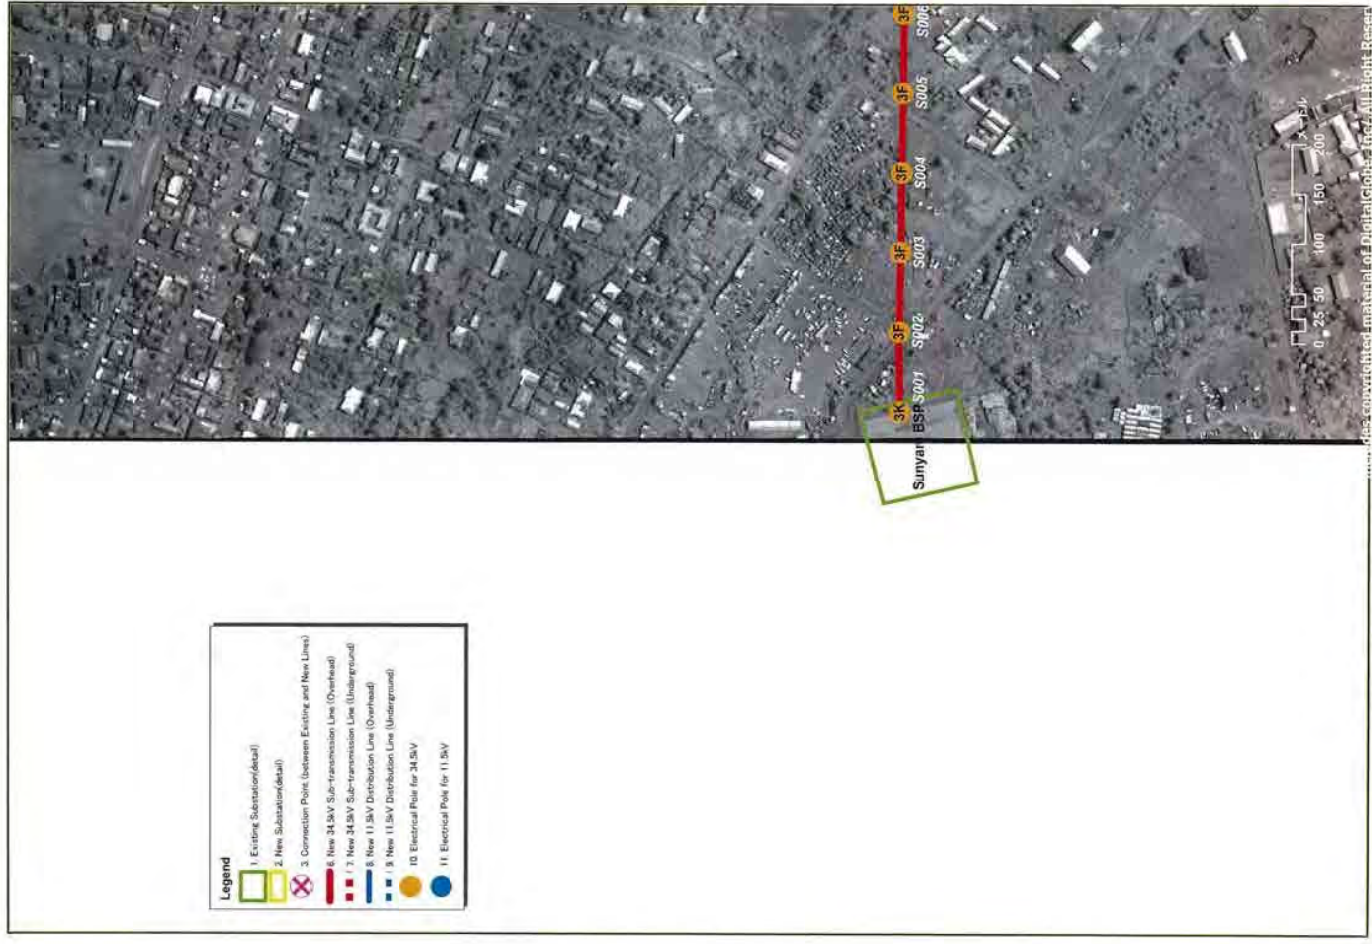 Legend
1. Existing Substation(detail)
2. New Substation(detail)
3. Connection Point (between Existing and New Lines)
6. New 34.5kV Sub-transmission Line (Overhead)
7. New 34.5kV Sub-transmission Line (Underground)
8. New 11.5kV Distribution Line (Overhead)
9. New 11.5kV Distribution Line (Underground)
10. Electrical Pole for 34.5kV
11. Electrical Pole for 11.5kV
Sunyani BSP
3K
3F
3F
3F
3F
3F
S001
S002
S003
S004
S005
S006
0 25 50 100 150 200
メートル